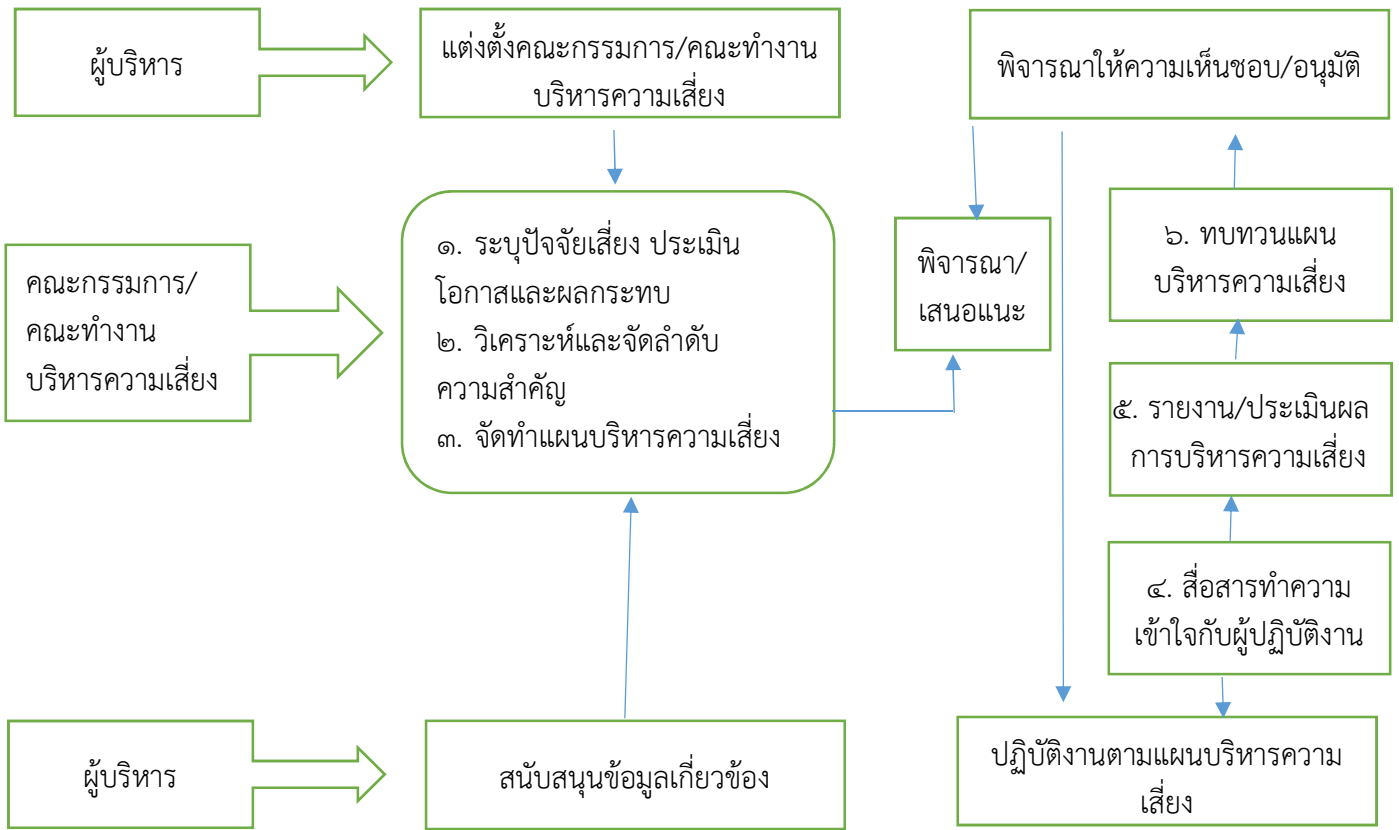 ผู้บริหาร
แต่งตั้งคณะกรรมการ/คณะทำงาน
บริหารความเสี่ยง
พิจารณาให้ความเห็นชอบ/อนุมัติ
คณะกรรมการ/
คณะทำงาน
บริหารความเสี่ยง
๑. ระบุปัจจัยเสี่ยง ประเมิน
โอกาสและผลกระทบ
๒. วิเคราะห์และจัดลำดับ
ความสำคัญ
๓. จัดทำแผนบริหารความเสี่ยง
พิจารณา/
เสนอแนะ
๖. ทบทวนแผน
บริหารความเสี่ยง
๕. รายงาน/ประเมินผล
การบริหารความเสี่ยง
๔. สื่อสารทำความ
เข้าใจกับผู้ปฏิบัติงาน
ผู้บริหาร
สนับสนุนข้อมูลเกี่ยวข้อง
ปฏิบัติงานตามแผนบริหารความ
เสี่ยง